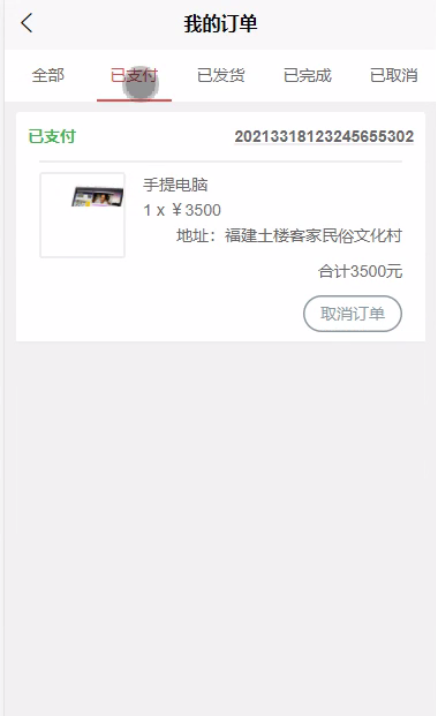 我的订单
全部 已支付 已发货 已完成 已取消
已支付 20213318123245655302
手提电脑
1 x ￥3500
地址：福建土楼客家民俗文化村
合计3500元
取消订单